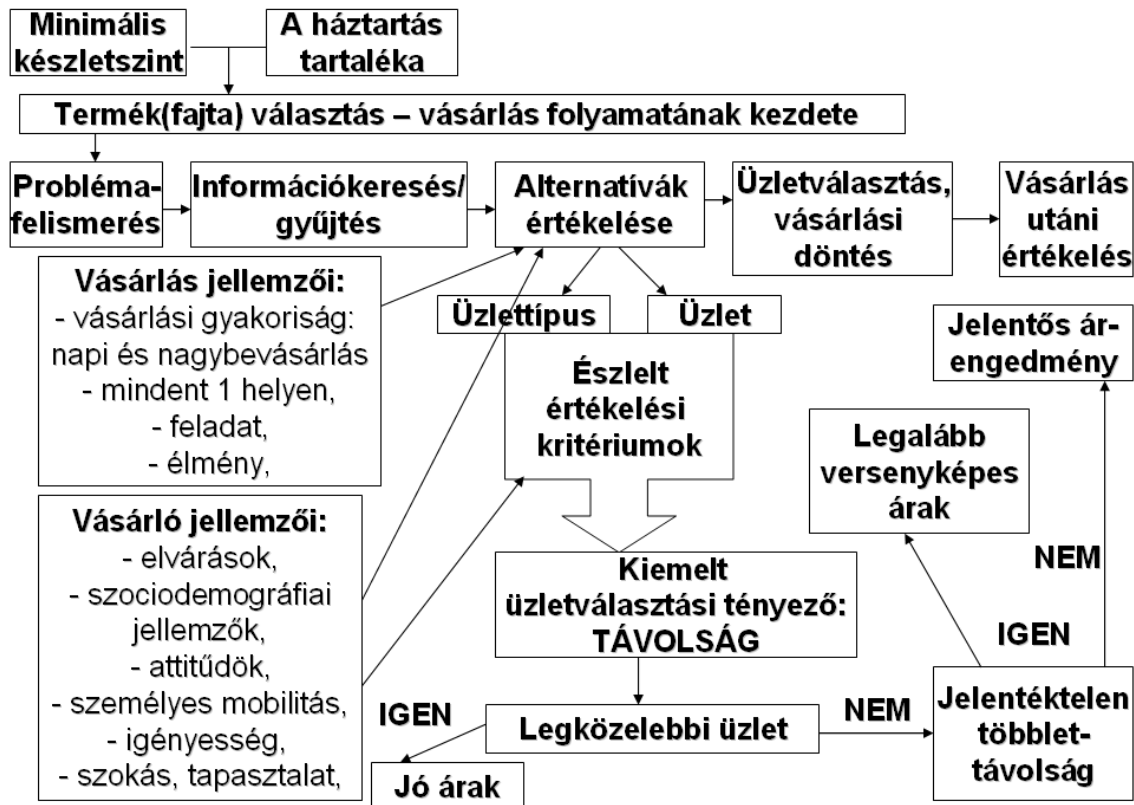 Minimális
készletszint
A háztartás
tartaléka
Termék(fajta) választás – vásárlás folyamatának kezdete
Probléma-
felismerés
Információkeresés/
gyűjtés
Alternatívák
értékelése
Üzletválasztás,
vásárlási
döntés
Vásárlás
utáni
értékelés
Vásárlás jellemzői:
- vásárlási gyakoriság:
napi és nagybevásárlás
- mindent 1 helyen,
- feladat,
- élmény,
Üzlettípus
Üzlet
Észlelt
értékelési
kritériumok
Jelentős ár-
engedmény
Legalább
versenyképes
árak
Vásárló jellemzői:
- elvárások,
- szociodemográfiai
jellemzők,
- attitűdök,
- személyes mobilitás,
- igényesség,
- szokás, tapasztalat,
Kiemelt
üzletválasztási tényező:
TÁVOLSÁG
NEM
IGEN
IGEN
Legközelebbi üzlet
NEM
Jelentéktelen
többlet-
távolság
Jó árak